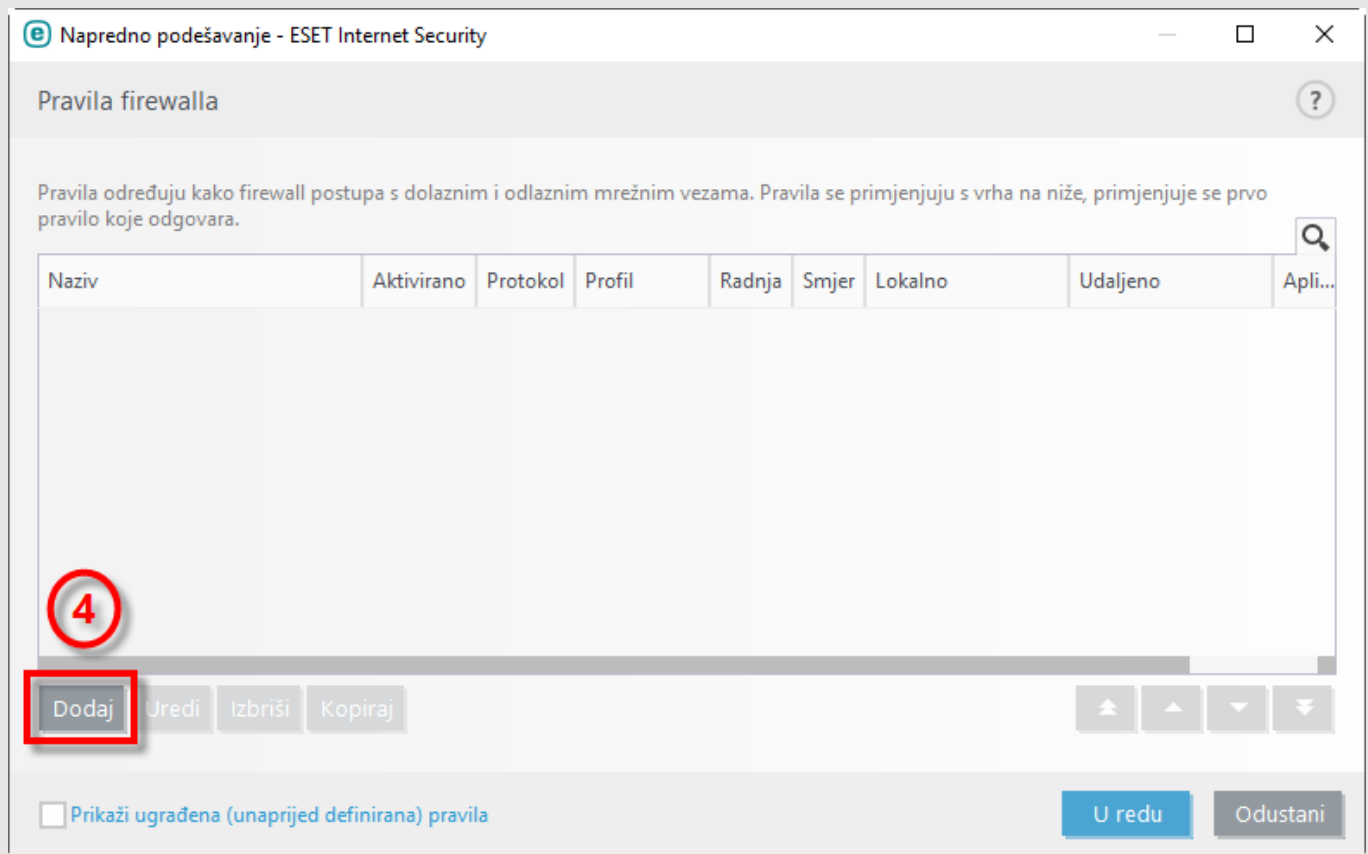 Napredno podešavanje - ESET Internet Security
Pravila firewalla
?
Pravila određuju kako firewall postupa s dolaznim i odlaznim mrežnim vezama. Pravila se primjenjuju s vrha na niže, primjenjuje se prvo
pravilo koje odgovara.
Naziv Aktivirano Protokol Profil Radnja Smjer Lokalno Udaljeno Apli...
4
Dodaj Uredi Izbriši Kopiraj
Prikaži ugrađena (unaprijed definirana) pravila U redu Odustani